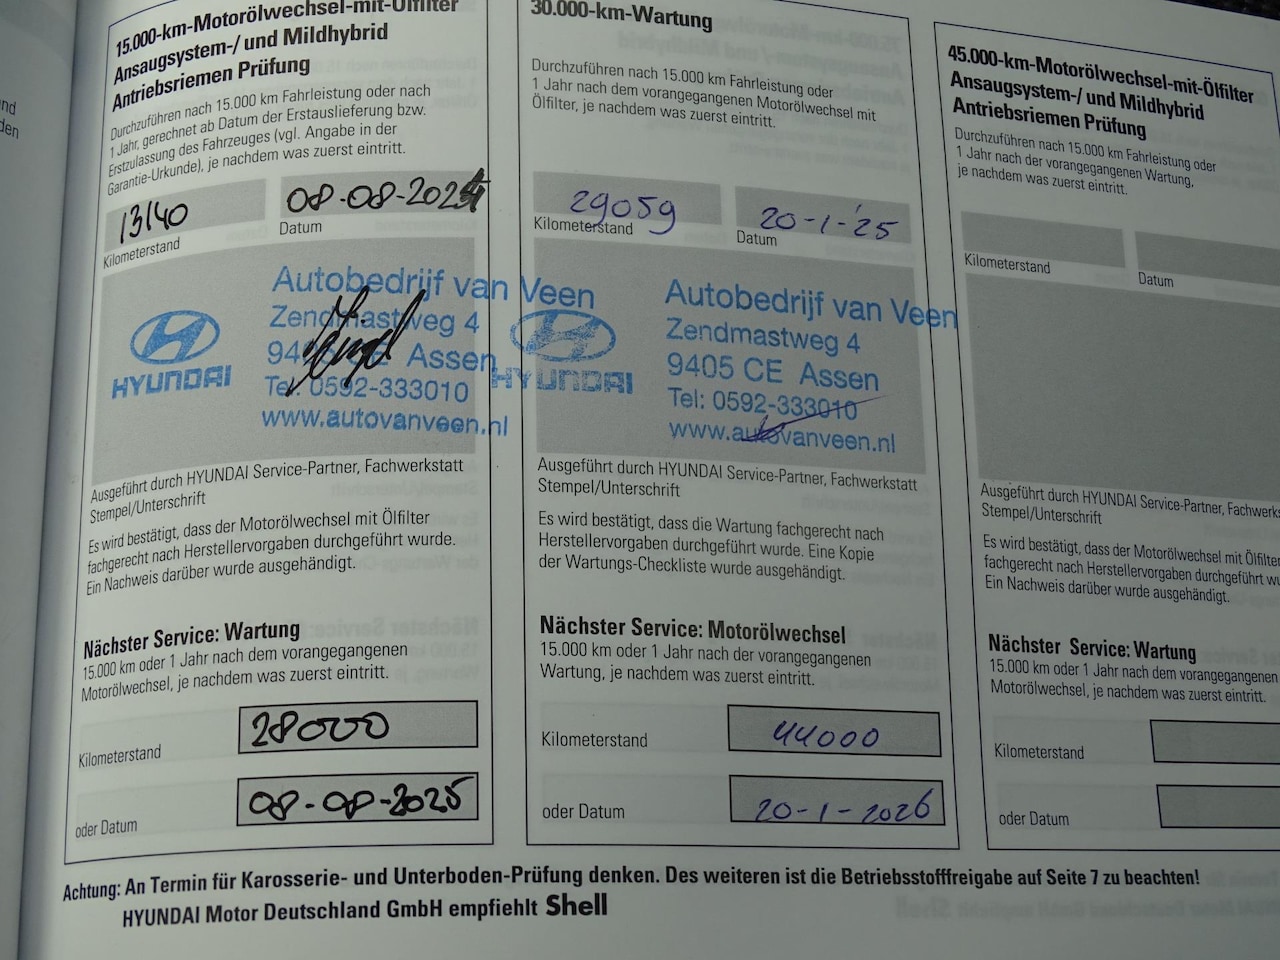 15.000-km-Motorölwechsel-mit-Ölfilter
Ansaugsystem-/ und Mildhybrid
Antriebsriemen Prüfung
Durchzuführen nach 15.000 km Fahrleistung oder nach
1 Jahr, gerechnet ab Datum der Erstauslieferung bzw.
Erstzulassung des Fahrzeuges (vgl. Angabe in der
Garantie-Urkunde), je nachdem was zuerst eintritt.
13140
08-08-2024
Kilometerstand
Datum
HYUNDAI
Autobedrijf van Veen
Zendmastweg 4
Assen
Tel: 0592-333010
www.autovanveen.nl
Ausgeführt durch HYUNDAI Service-Partner, Fachwerkstatt
Stempel/Unterschrift
Es wird bestätigt, dass der Motorölwechsel mit Ölfilter
fachgerecht nach Herstellervorgaben durchgeführt wurde.
Ein Nachweis darüber wurde ausgehändigt.
Nächster Service: Wartung
15.000 km oder 1 Jahr nach dem vorangegangenen
Motorölwechsel, je nachdem was zuerst eintritt.
Kilometerstand
28000
oder Datum
08-08-2025
30.000-km-Wartung
Durchzuführen nach 15.000 km Fahrleistung oder
1 Jahr nach dem vorangegangenen Motorölwechsel mit
Ölfilter, je nachdem was zuerst eintritt.
29059
20-1-'25
Kilometerstand
Datum
HYUNDAI
Autobedrijf van Veen
Zendmastweg 4
9405 CE Assen
Tel: 0592-333010
www.autovanveen.nl
Ausgeführt durch HYUNDAI Service-Partner, Fachwerkstatt
Stempel/Unterschrift
Es wird bestätigt, dass die Wartung fachgerecht nach
Herstellervorgaben durchgeführt wurde. Eine Kopie
der Wartungs-Checkliste wurde ausgehändigt.
Nächster Service: Motorölwechsel
15.000 km oder 1 Jahr nach der vorangegangenen
Wartung, je nachdem was zuerst eintritt.
Kilometerstand
44000
oder Datum
20-1-2026
45.000-km-Motorölwechsel-mit-Ölfilter
Ansaugsystem-/ und Mildhybrid
Antriebsriemen Prüfung
Durchzuführen nach 15.000 km Fahrleistung oder
1 Jahr nach der vorangegangenen Wartung,
je nachdem was zuerst eintritt.
Kilometerstand
Datum
Ausgeführt durch HYUNDAI Service-Partner,
Stempel/Unterschrift
Es wird bestätigt, dass der Motorölwechsel mit Ölfilter
fachgerecht nach Herstellervorgaben durchgeführt
Ein Nachweis darüber wurde ausgehändigt.
Nächster Service: Wartung
15.000 km oder 1 Jahr nach dem vorangegangenen
Motorölwechsel, je nachdem was zuerst eintritt.
Kilometerstand
oder Datum
Achtung: An Termin für Karosserie- und Unterboden-Prüfung denken. Des weiteren ist die Betriebsstofffreigabe auf Seite 7 zu beachten!
HYUNDAI Motor Deutschland GmbH empfiehlt Shell